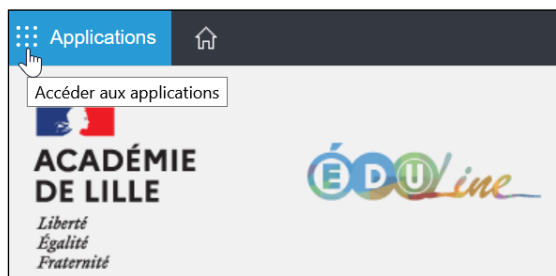 Applications
Accéder aux applications
ACADÉMIE
DE LILLE
Liberté
Égalité
Fraternité
ÉDULine